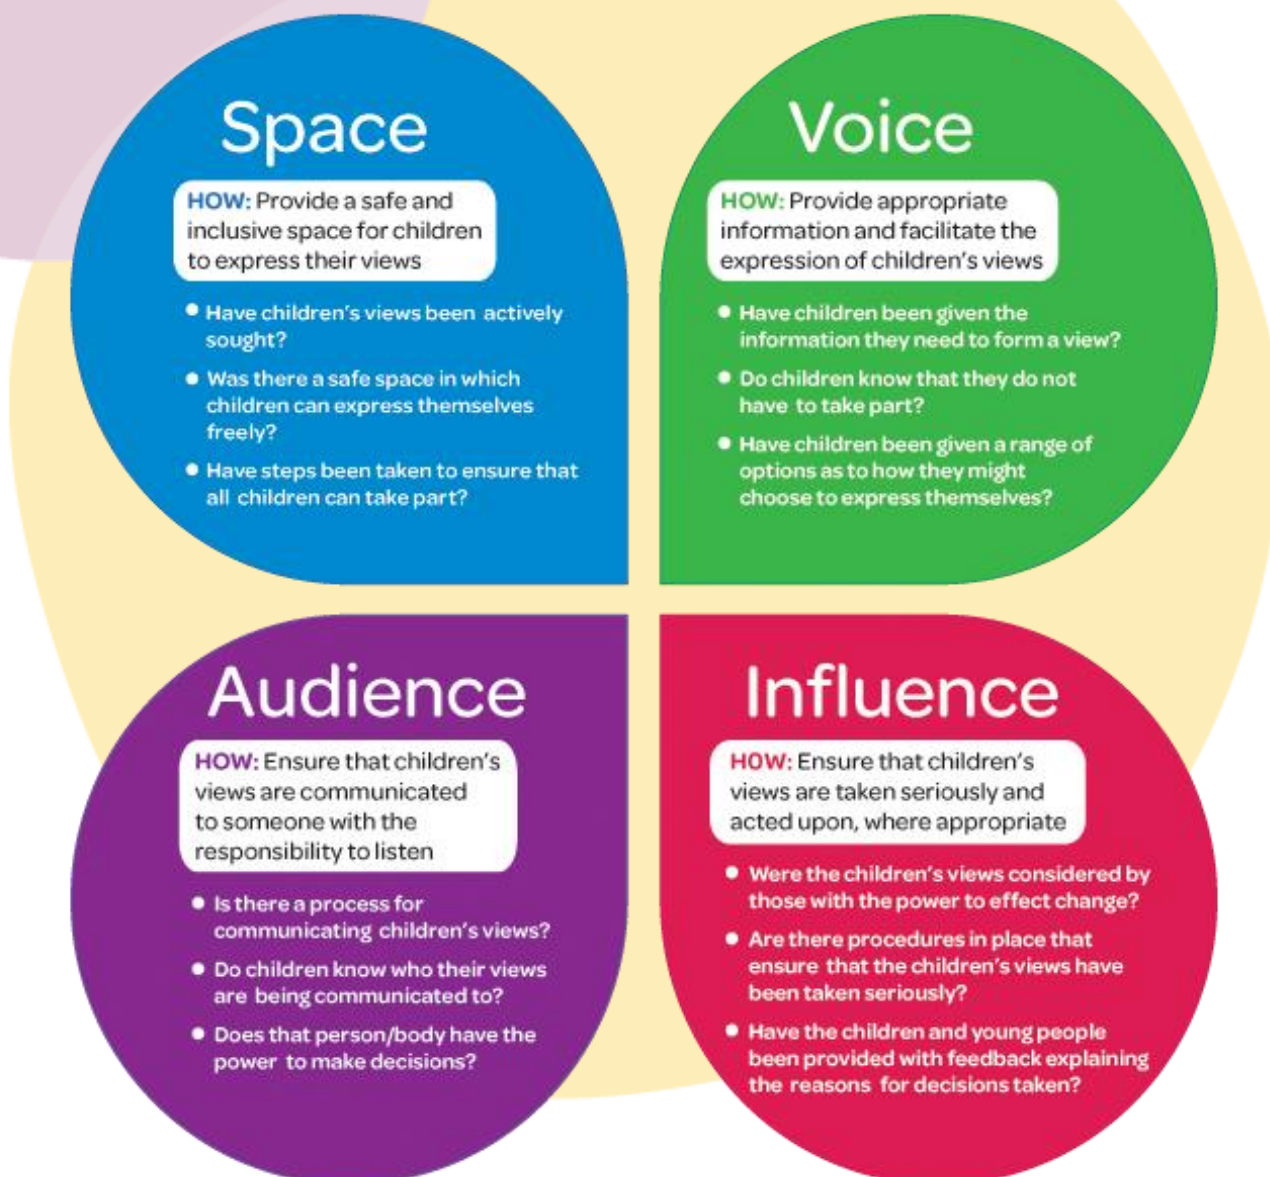 Space
HOW: Provide a safe and
inclusive space for children
to express their views
● Have children's views been actively
sought?
● Was there a safe space in which
children can express themselves
freely?
● Have steps been taken to ensure that
all children can take part?
Voice
HOW: Provide appropriate
information and facilitate the
expression of children's views
● Have children been given the
information they need to form a view?
● Do children know that they do not
have to take part?
● Have children been given a range of
options as to how they might
choose to express themselves?
Audience
HOW: Ensure that children's
views are communicated
to someone with the
responsibility to listen
● Is there a process for
communicating children's views?
● Do children know who their views
are being communicated to?
● Does that person/body have the
power to make decisions?
Influence
HOW: Ensure that children's
views are taken seriously and
acted upon, where appropriate
● Were the children's views considered by
those with the power to effect change?
● Are there procedures in place that
ensure that the children's views have
been taken seriously?
● Have the children and young people
been provided with feedback explaining
the reasons for decisions taken?